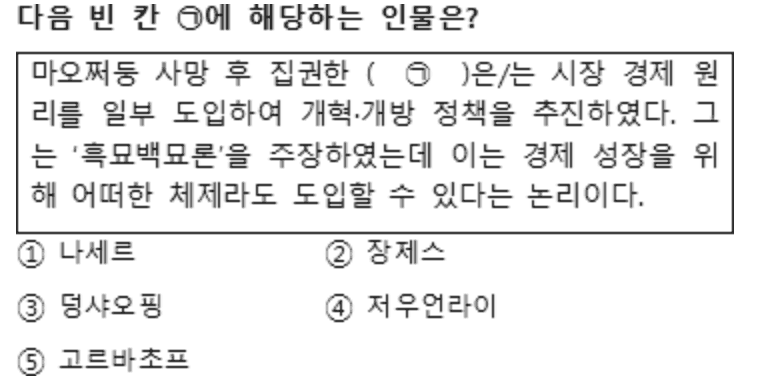 다음 빈 칸 ㉠에 해당하는 인물은?
마오쩌둥 사망 후 집권한 ( ㉠ )은/는 시장 경제 원
리를 일부 도입하여 개혁·개방 정책을 추진하였다. 그
는 '흑묘백묘론'을 주장하였는데 이는 경제 성장을 위
해 어떠한 체제라도 도입할 수 있다는 논리이다.
① 나세르 ② 장제스
③ 덩샤오핑 ④ 저우언라이
⑤ 고르바초프